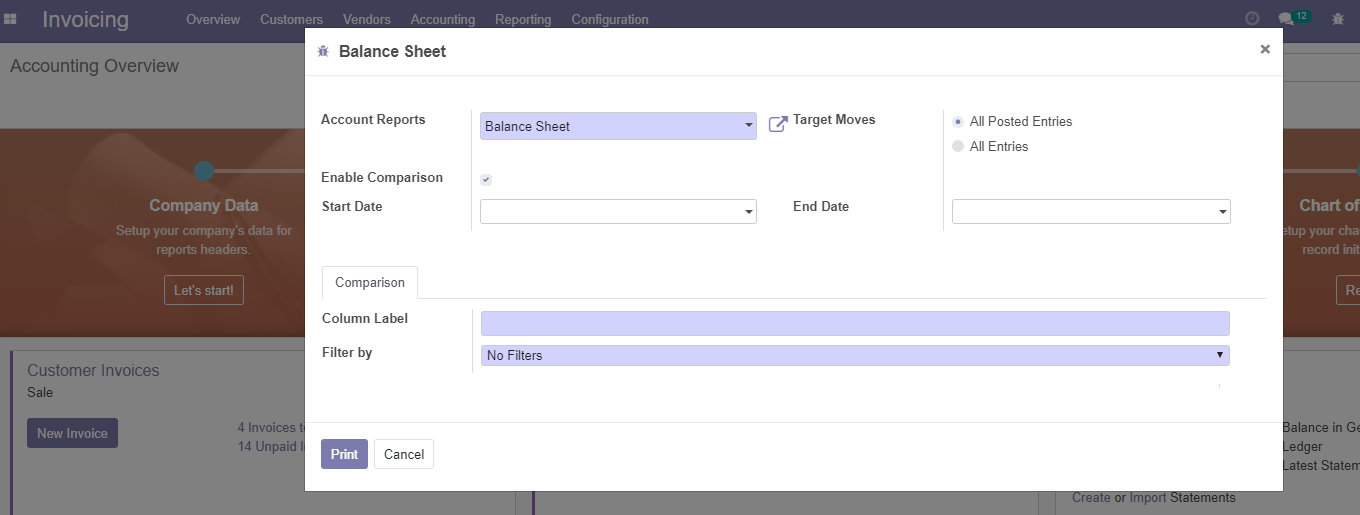 Invoicing
Overview Customers Vendors Accounting Reporting Configuration
12
Accounting Overview
Balance Sheet
×
Account Reports
Balance Sheet
Target Moves
All Posted Entries
All Entries
Enable Comparison
Start Date
End Date
Comparison
Column Label
Filter by
No Filters
Print
Cancel
Company Data
Setup your company's data for
reports headers.
Let's start!
Chart of
etup your cha
record init
Re
Customer Invoices
Sale
New Invoice
4 Invoices t
14 Unpaid I
Balance in Ge
Ledger
Latest Statem
Create or Import Statements